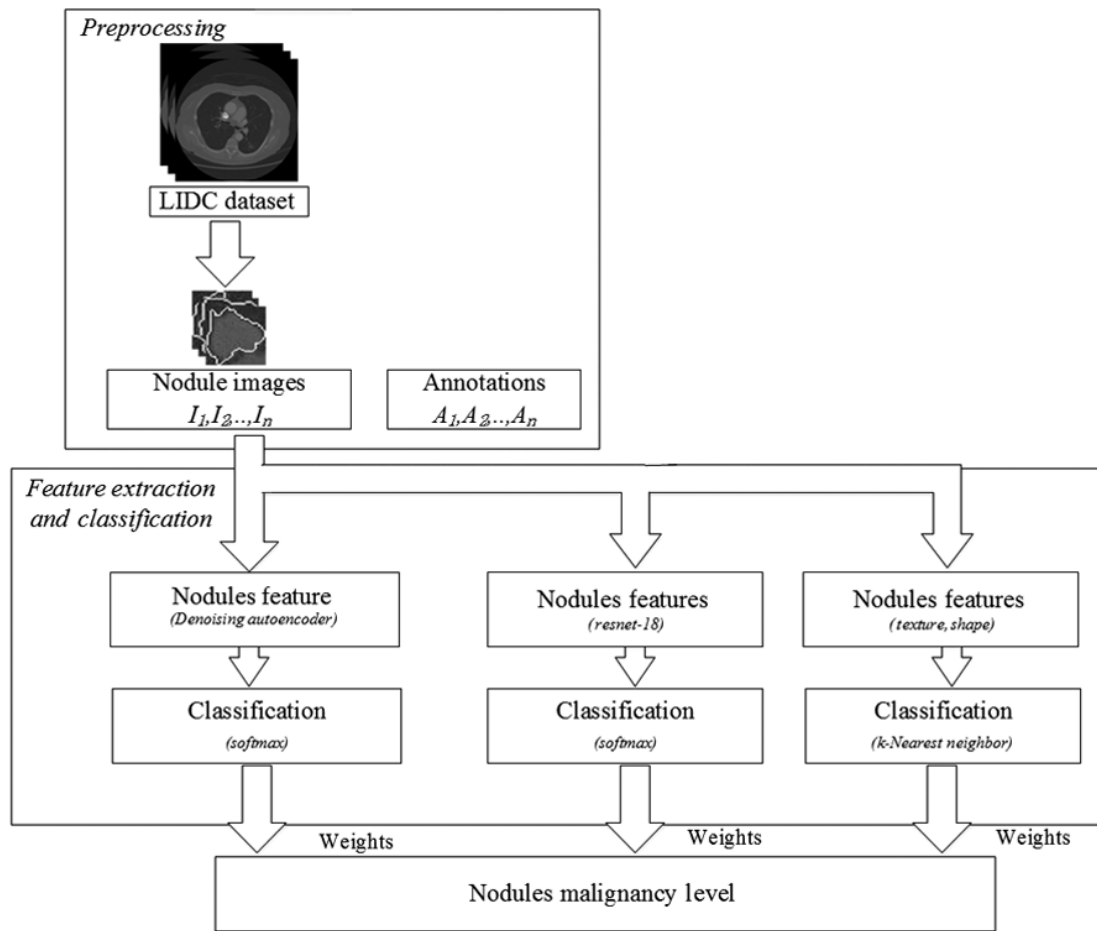 Preprocessing
LIDC dataset
Nodule images
I1,I2,..,In
Annotations
A1,A2,..,An
Feature extraction
and classification
Nodules feature
(Denoising autoencoder)
Nodules features
(resnet-18)
Nodules features
(texture, shape)
Classification
(softmax)
Classification
(softmax)
Classification
(k-Nearest neighbor)
Weights
Weights
Weights
Nodules malignancy level